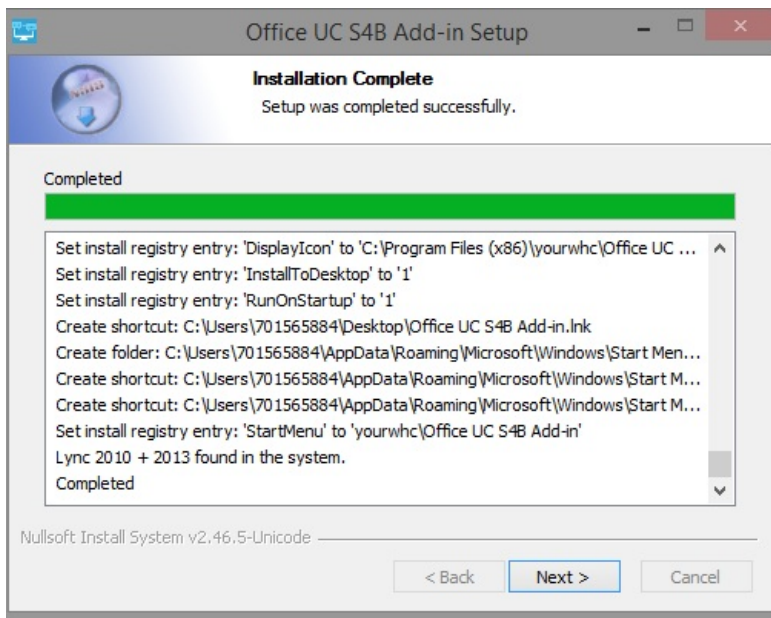 Office UC S4B Add-in Setup
Installation Complete
Setup was completed successfully.
Completed
Set install registry entry: 'DisplayIcon' to 'C:\Program Files (x86)\yourwhc\Office UC ...
Set install registry entry: 'InstallToDesktop' to '1'
Set install registry entry: 'RunOnStartup' to '1'
Create shortcut: C:\Users\701565884\Desktop\Office UC S4B Add-in.lnk
Create folder: C:\Users\701565884\AppData\Roaming\Microsoft\Windows\Start Men...
Create shortcut: C:\Users\701565884\AppData\Roaming\Microsoft\Windows\Start M...
Create shortcut: C:\Users\701565884\AppData\Roaming\Microsoft\Windows\Start M...
Set install registry entry: 'StartMenu' to 'yourwhc\Office UC S4B Add-in'
Lync 2010 + 2013 found in the system.
Completed
Nullsoft Install System v2.46.5-Unicode
< Back Next > Cancel